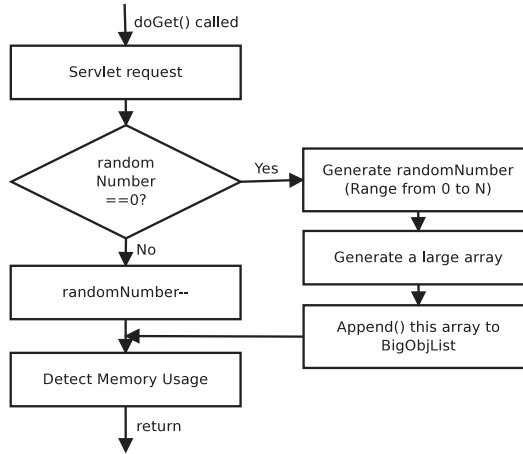 doGet() called
Servlet request
random
Number
==0?
Yes
Generate randomNumber
(Range from 0 to N)
No
Generate a large array
randomNumber--
Append() this array to
BigObjList
Detect Memory Usage
return